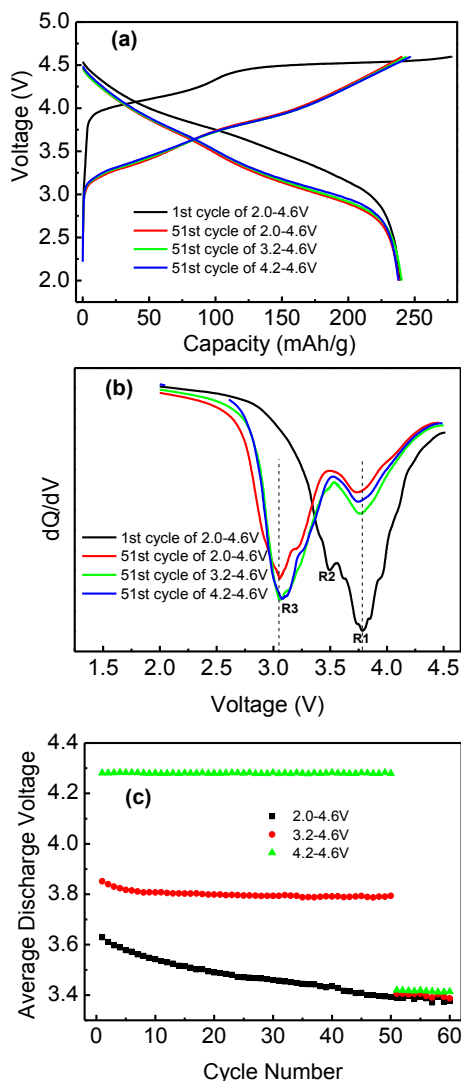 (a)
5.0
4.5
4.0
3.5
3.0
2.5
2.0
Voltage (V)
1st cycle of 2.0-4.6V
51st cycle of 2.0-4.6V
51st cycle of 3.2-4.6V
51st cycle of 4.2-4.6V
0 50 100 150 200 250
Capacity (mAh/g)
(b)
dQ/dV
1st cycle of 2.0-4.6V
51st cycle of 2.0-4.6V
51st cycle of 3.2-4.6V
51st cycle of 4.2-4.6V
R2
R3
R1
1.5 2.0 2.5 3.0 3.5 4.0 4.5
Voltage (V)
(c)
4.4
4.2
4.0
3.8
3.6
3.4
Average Discharge Voltage
2.0-4.6V
3.2-4.6V
4.2-4.6V
0 10 20 30 40 50 60
Cycle Number